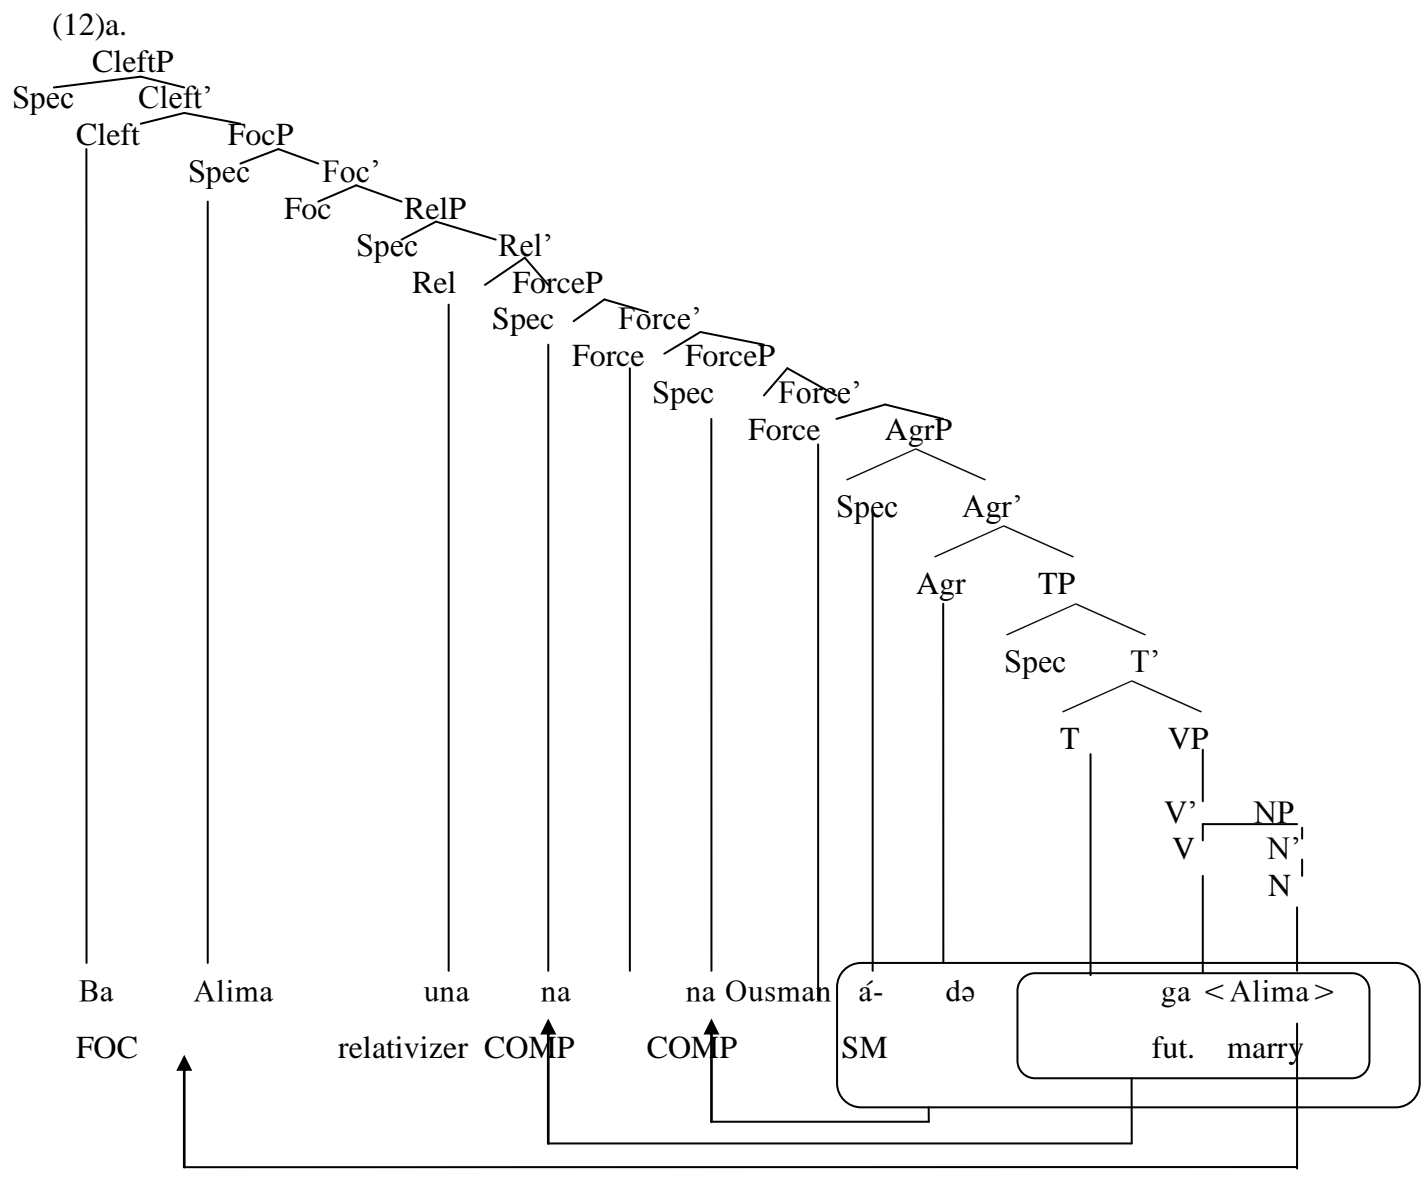 (12)a.
CleftP
Spec Cleft’
Cleft FocP
Spec Foc’
Foc RelP
Spec Rel’
Rel ForceP
Spec Force’
Force ForceP
Spec Force’
Force AgrP
Spec Agr’
Agr TP
Spec T’
T VP
V’ NP
V N’
N
Ba Alima una na na Ousman á- də ga <Alima>
FOC relativizer COMP COMP SM fut. marry